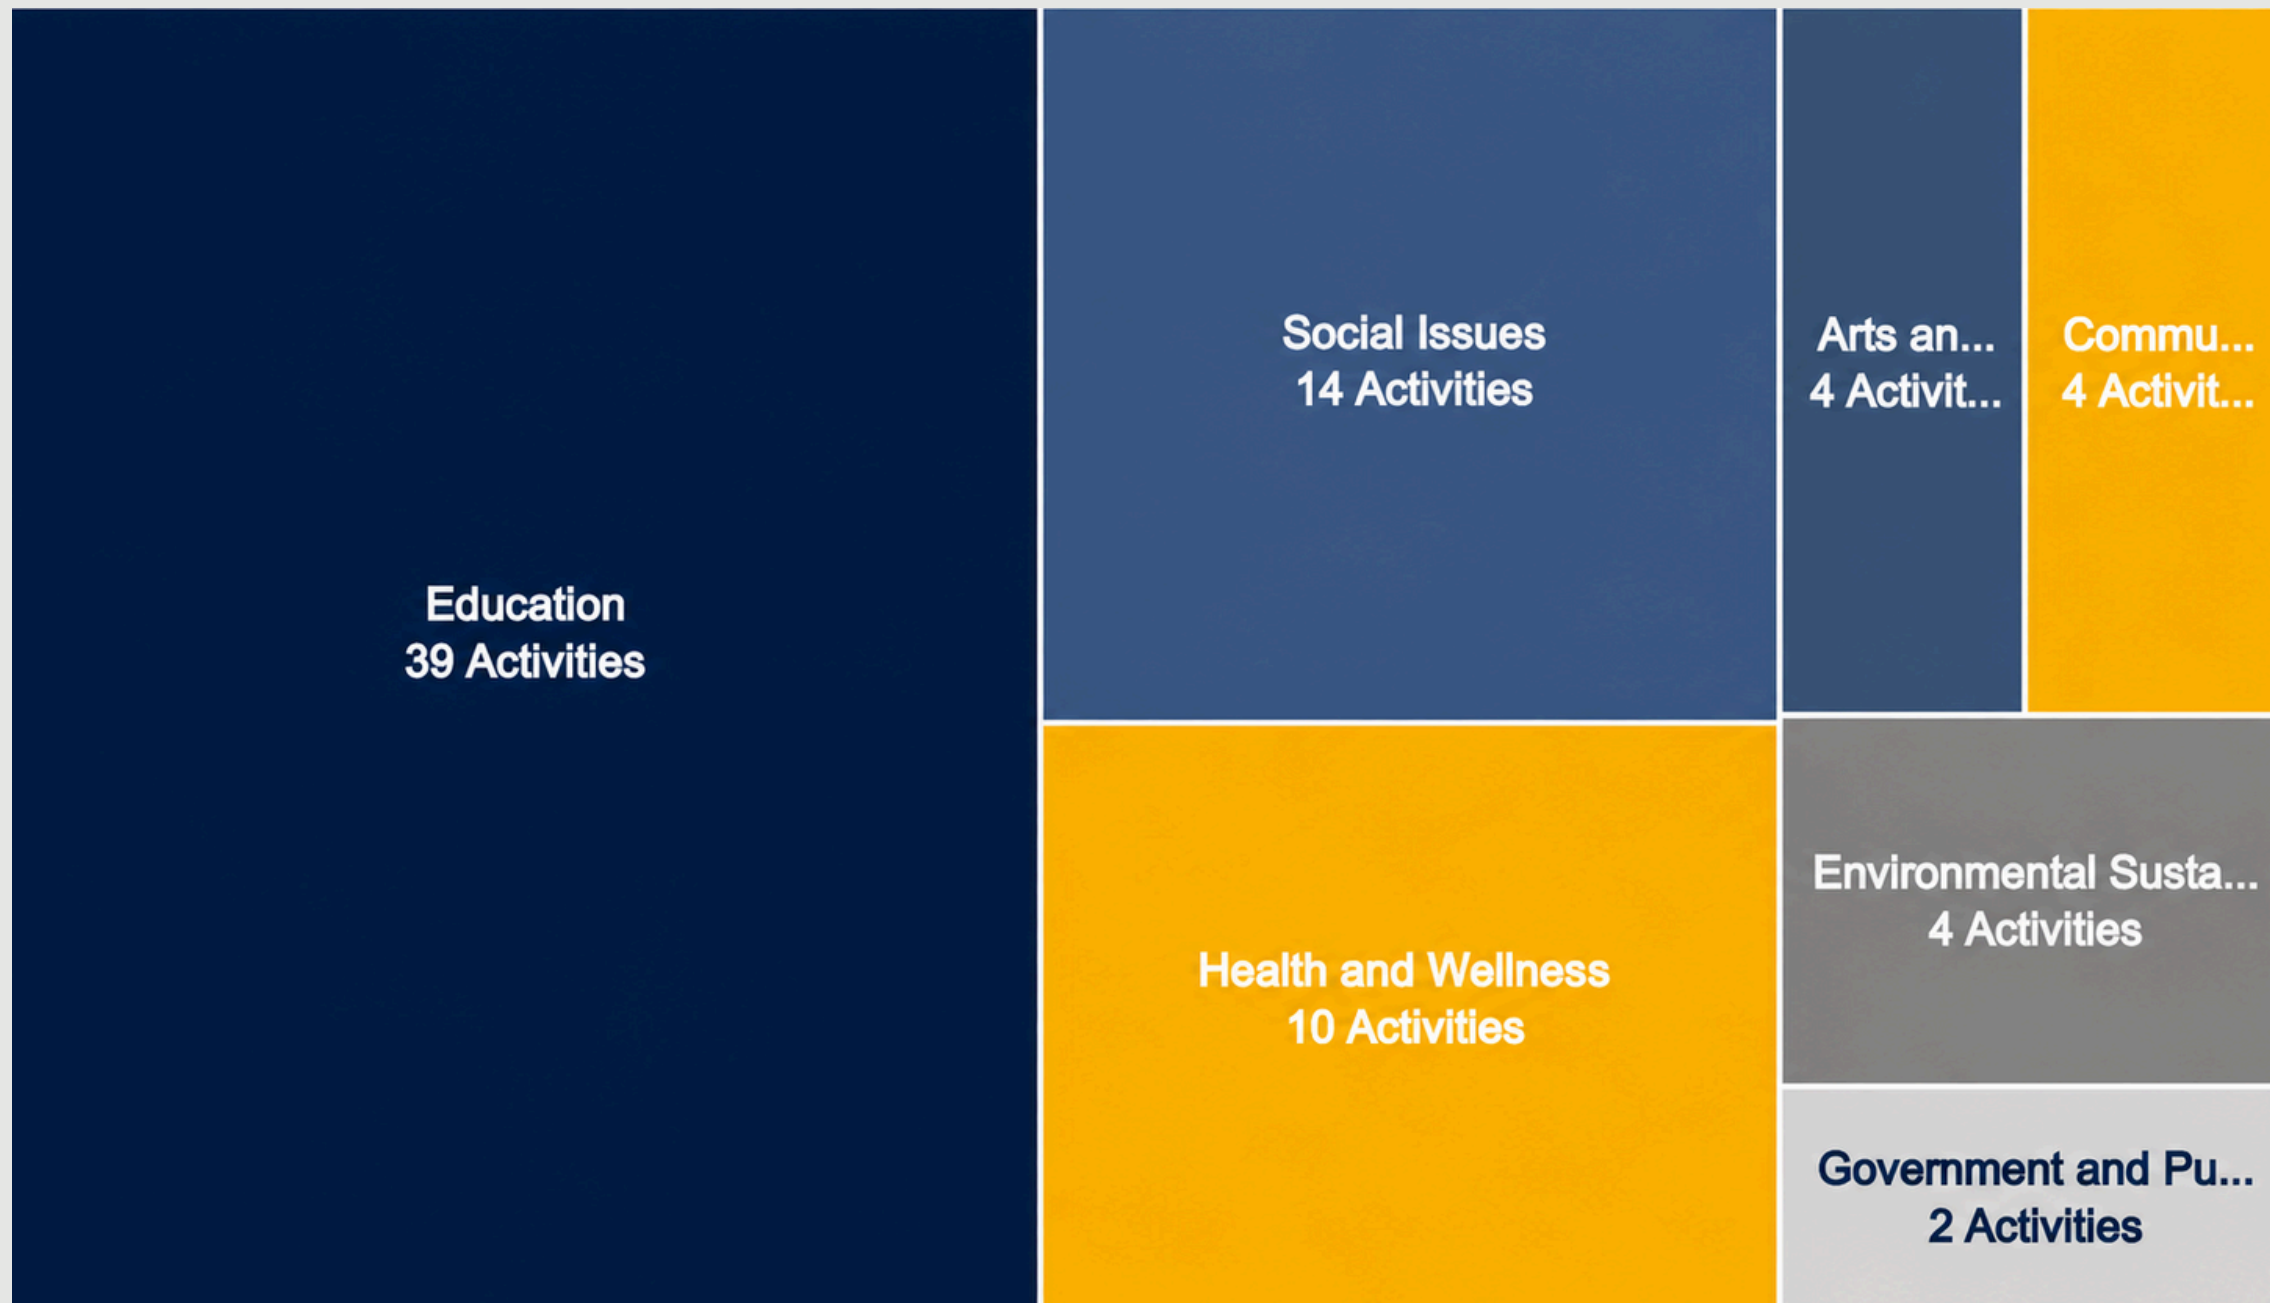 Education
39 Activities
Social Issues
14 Activities
Health and Wellness
10 Activities
Arts an...
4 Activit...
Commu...
4 Activit...
Environmental Susta...
4 Activities
Government and Pu...
2 Activities